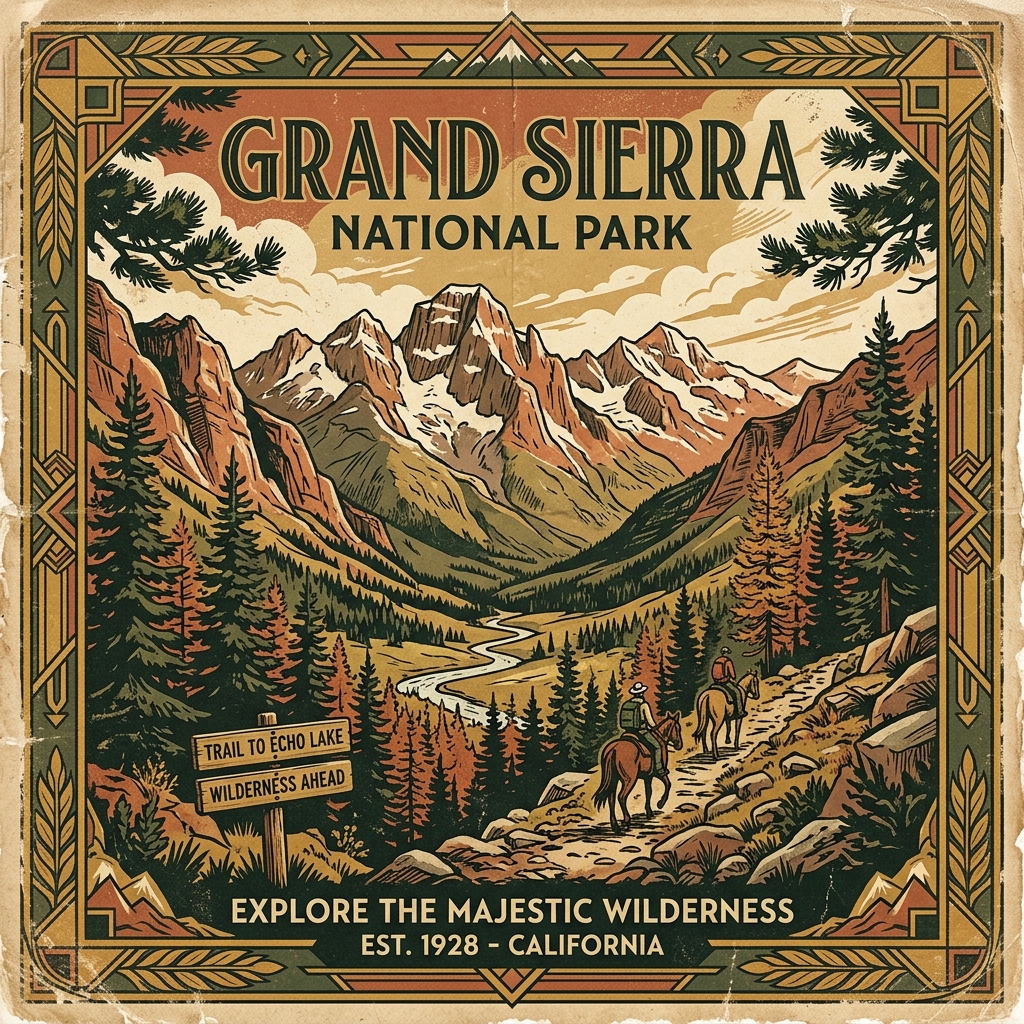 GRAND SIERRA
NATIONAL PARK
TRAIL TO ECHO LAKE
WILDERNESS AHEAD
EXPLORE THE MAJESTIC WILDERNESS
EST. 1928 - CALIFORNIA